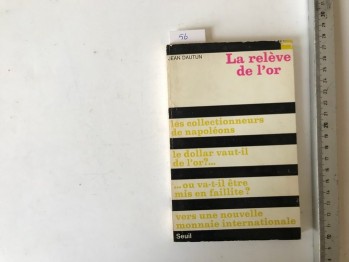 56
JEAN DAUTUN
La relève
de l'or
les collectionneurs
de napoléons
le dollar vaut-il
de l'or?...
...ou va-t-il être
mis en faillite?
vers une nouvelle
monnaie internationale
Seuil